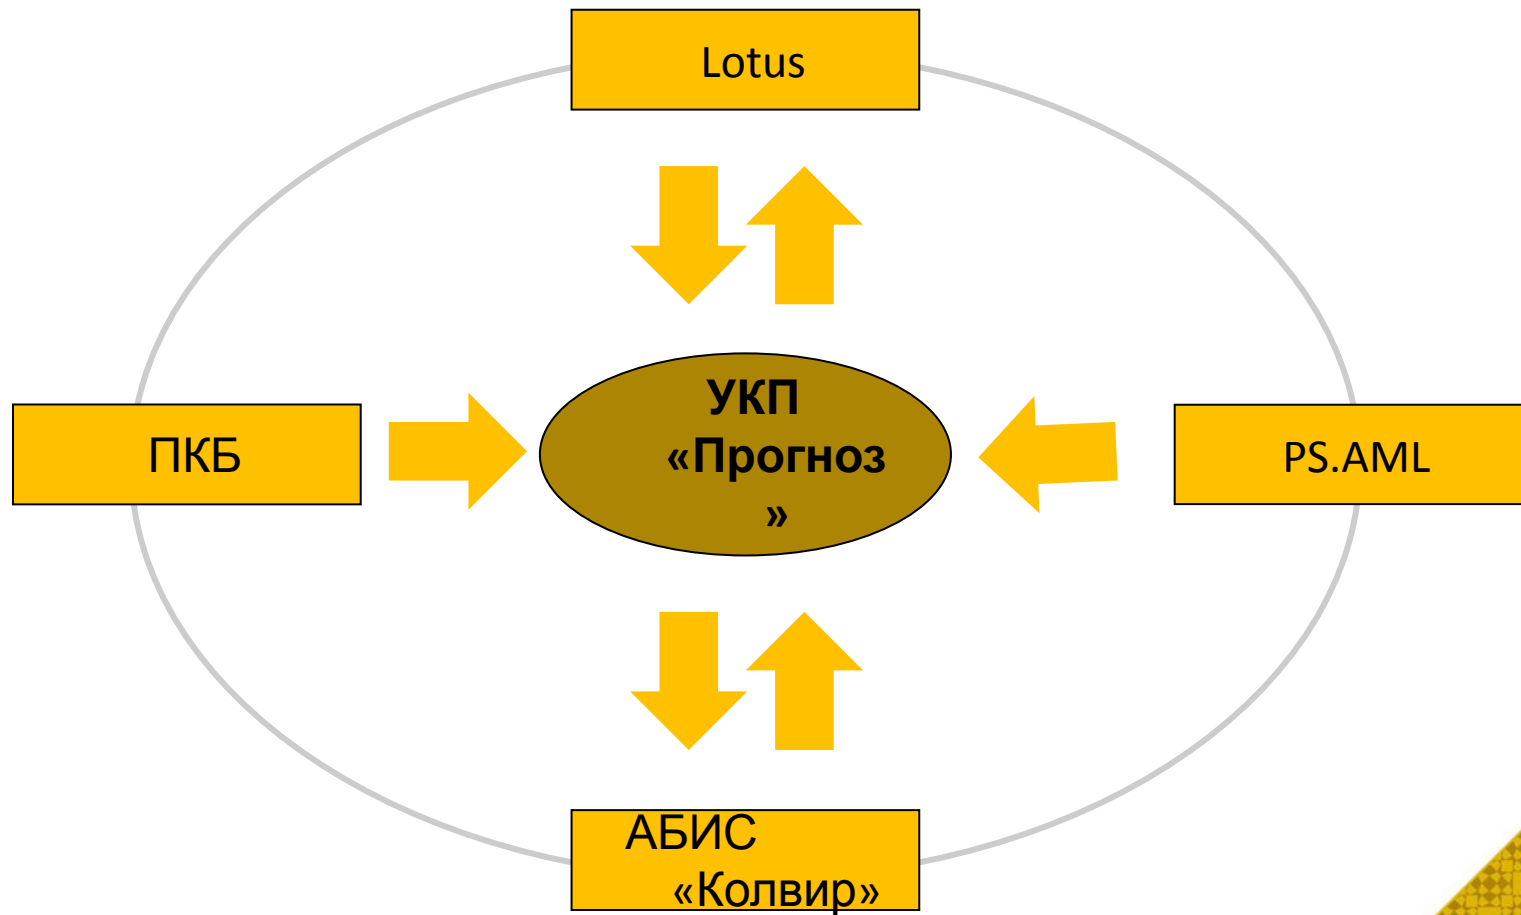 Lotus
УКП
«Прогноз
»
ПКБ
PS.AML
АБИС
«Колвир»